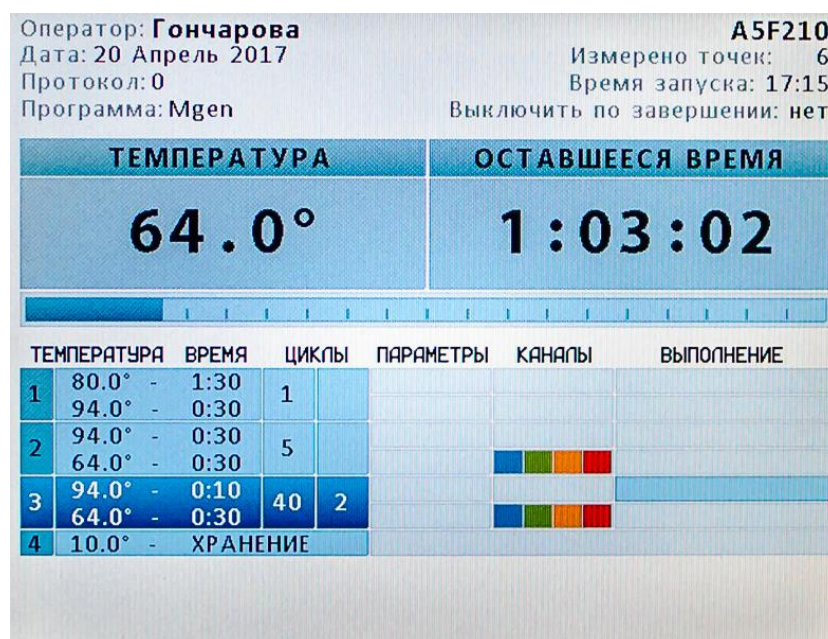 Оператор: Гончарова A5F210
Дата: 20 Апрель 2017 Измерено точек: 6
Протокол: 0 Время запуска: 17:15
Программа: Mgen Выключить по завершении: нет
ТЕМПЕРАТУРА ОСТАВШЕЕСЯ ВРЕМЯ
64.0° 1:03:02
ТЕМПЕРАТУРА ВРЕМЯ ЦИКЛЫ ПАРАМЕТРЫ КАНАЛЫ ВЫПОЛНЕНИЕ
1 80.0° - 1:30 1
94.0° - 0:30
2 94.0° - 0:30 5
64.0° - 0:30
3 94.0° - 0:10 40 2
64.0° - 0:30
4 10.0° - ХРАНЕНИЕ